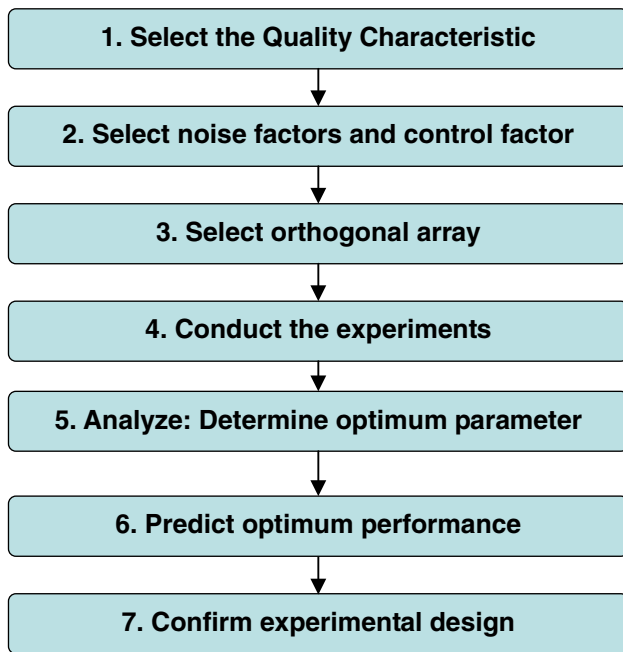 1. Select the Quality Characteristic
2. Select noise factors and control factor
3. Select orthogonal array
4. Conduct the experiments
5. Analyze: Determine optimum parameter
6. Predict optimum performance
7. Confirm experimental design